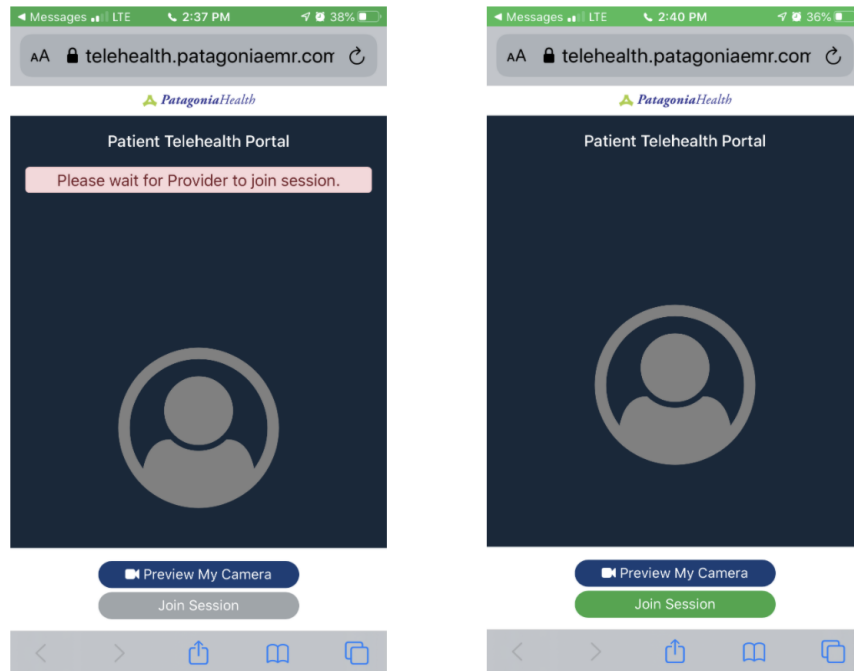 Messages LTE 2:37 PM 38%
AA telehealth.patagoniaemr.com
PatagoniaHealth
Patient Telehealth Portal
Please wait for Provider to join session.
Preview My Camera
Join Session
Messages LTE 2:40 PM 36%
AA telehealth.patagoniaemr.com
PatagoniaHealth
Patient Telehealth Portal
Preview My Camera
Join Session